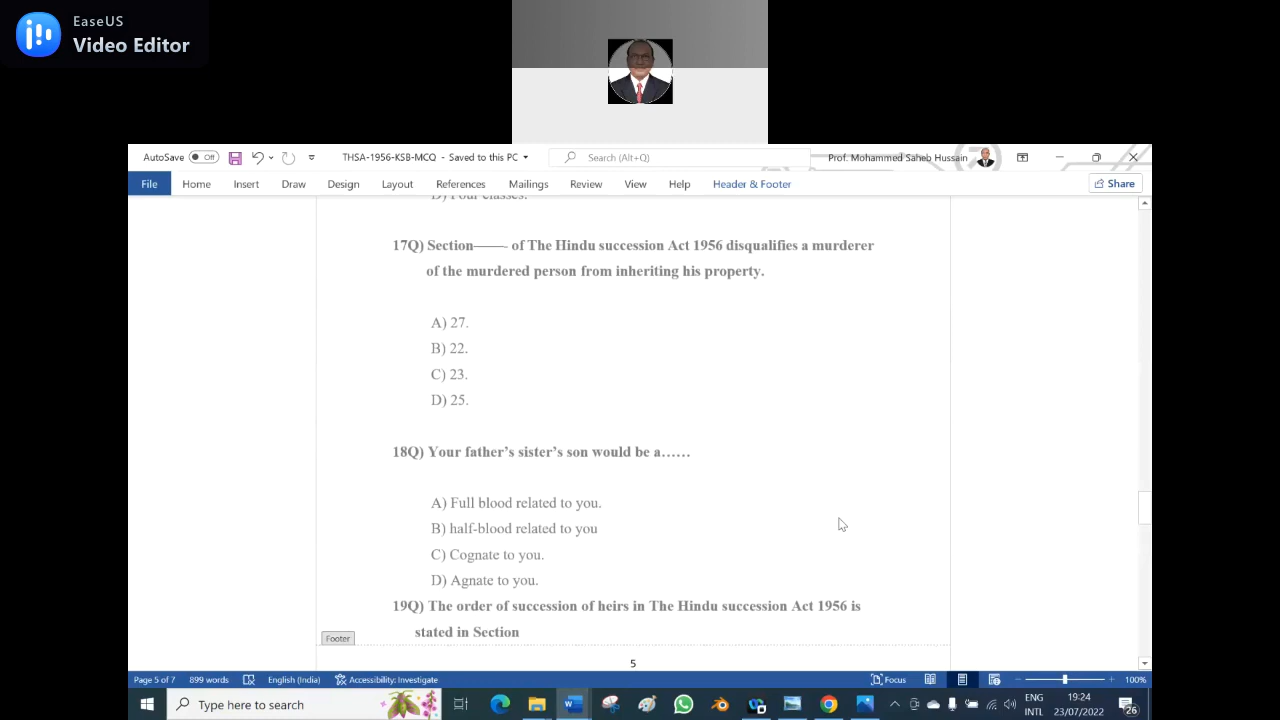 EaseUS
Video Editor
AutoSave Off THSA-1956-KSB-MCQ - Saved to this PC Search (Alt+Q) Prof. Mohammed Saheb Hussain
File Home Insert Draw Design Layout References Mailings Review View Help Header & Footer Share
D) Four classes.
17Q) Section——- of The Hindu succession Act 1956 disqualifies a murderer
of the murdered person from inheriting his property.
A) 27.
B) 22.
C) 23.
D) 25.
18Q) Your father’s sister’s son would be a……
A) Full blood related to you.
B) half-blood related to you
C) Cognate to you.
D) Agnate to you.
19Q) The order of succession of heirs in The Hindu succession Act 1956 is
stated in Section
Footer
5
Page 5 of 7 899 words English (India) Accessibility: Investigate Focus 100%
Type here to search ENG 19:24
INTL 23/07/2022 26